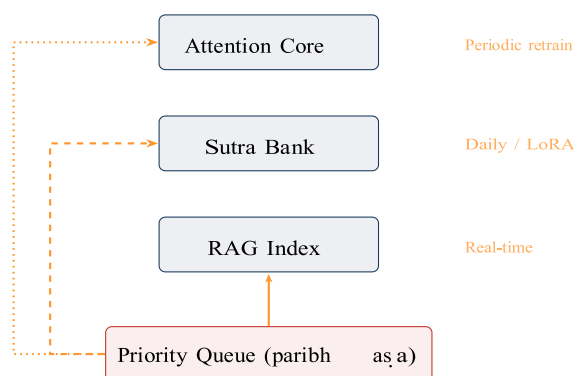 Attention Core
Periodic retrain
Sutra Bank
Daily / LoRA
RAG Index
Real-time
Priority Queue (paribh aṣa)